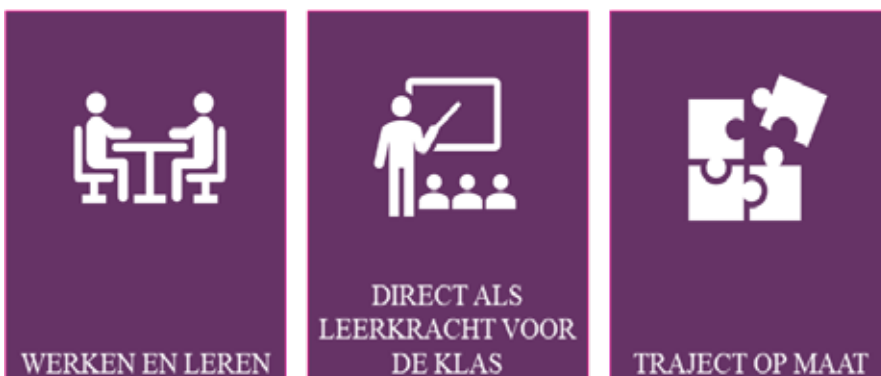 WERKEN EN LEREN
DIRECT ALS
LEERKRACHT VOOR
DE KLAS
TRAJECT OP MAAT